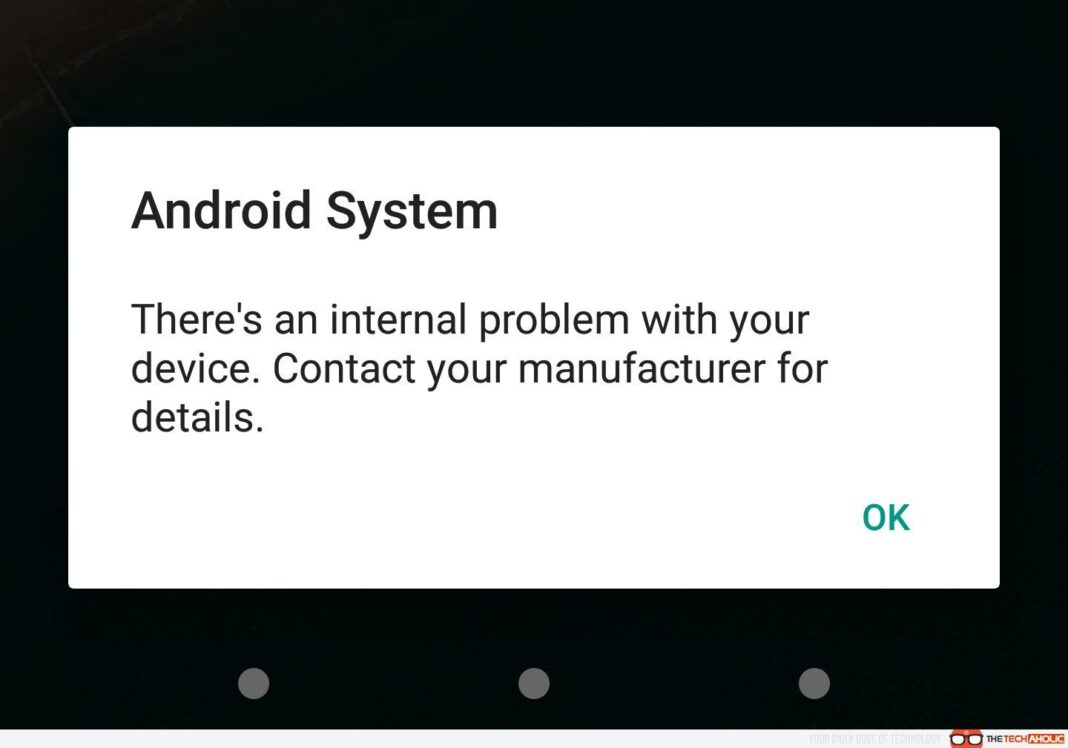 Android System
There's an internal problem with your
device. Contact your manufacturer for
details.
OK
YOUR DAILY DOSE OF TECHNOLOGY
THETECHAHOLIC